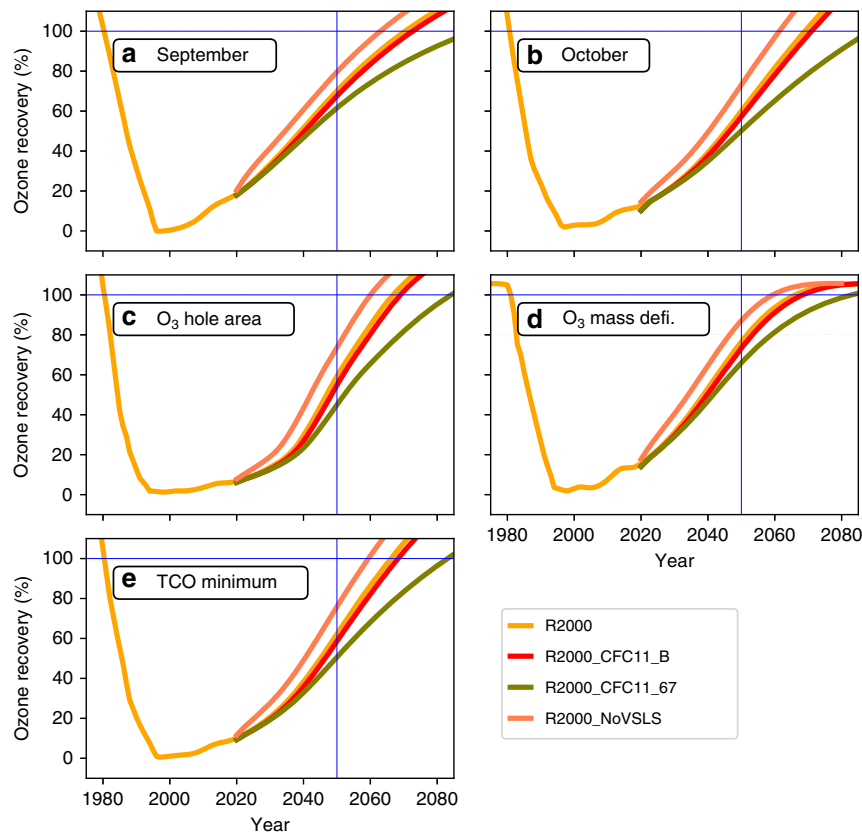 100
80
60
40
20
0
Ozone recovery (%)
a September
b October
100
80
60
40
20
0
Ozone recovery (%)
c O₃ hole area
d O₃ mass defi.
1980 2000 2020 2040 2060 2080
Year
100
80
60
40
20
0
Ozone recovery (%)
e TCO minimum
1980 2000 2020 2040 2060 2080
Year
R2000
R2000_CFC11_B
R2000_CFC11_67
R2000_NoVSLS